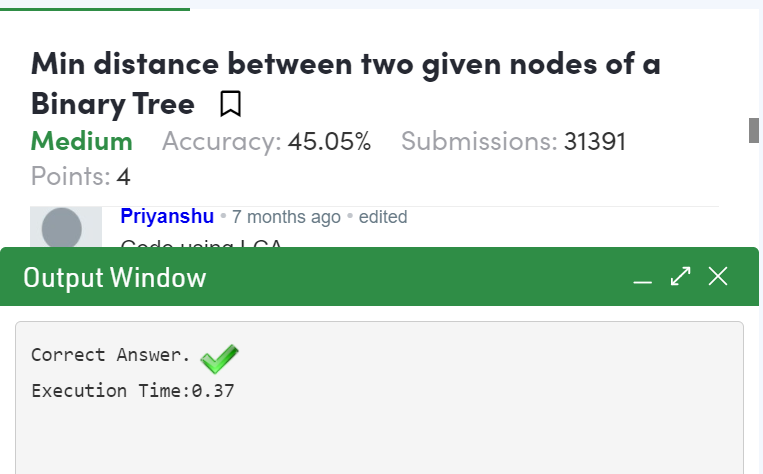 Min distance between two given nodes of a
Binary Tree
Medium Accuracy: 45.05% Submissions: 31391
Points: 4
Priyanshu • 7 months ago • edited
Code using LCA
Output Window
Correct Answer.
Execution Time:0.37